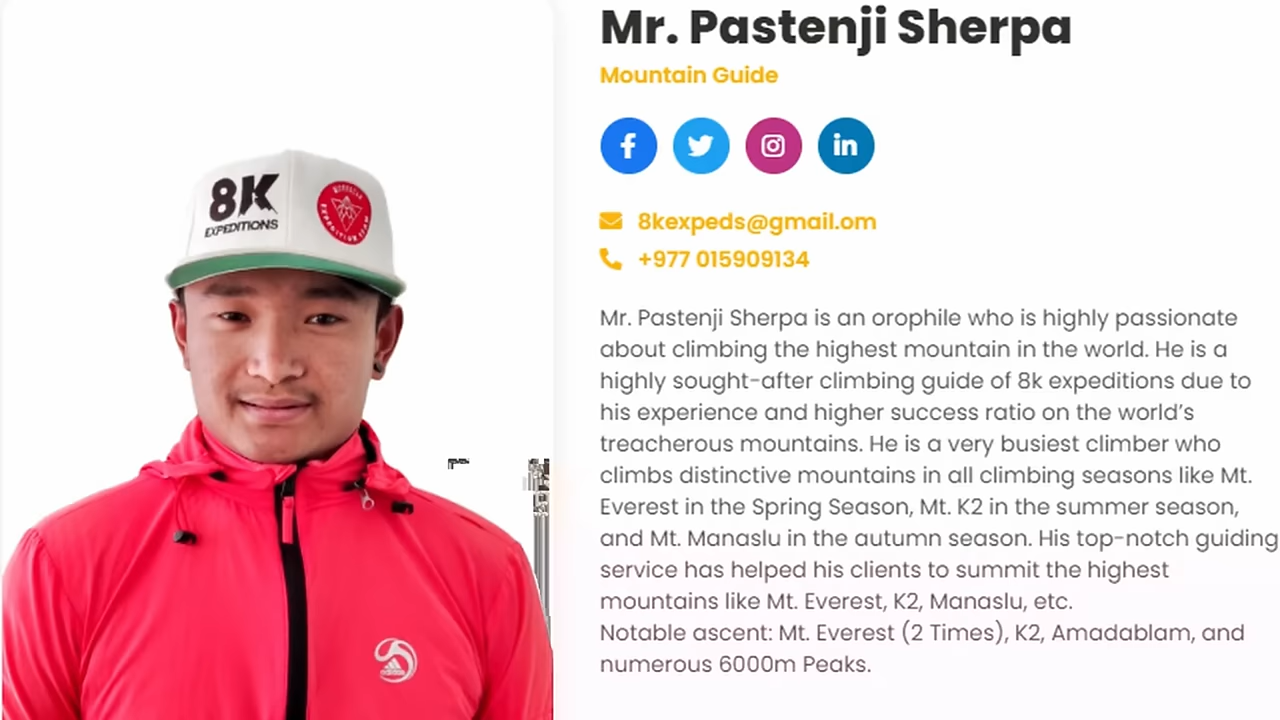 Mr. Pastenji Sherpa
Mountain Guide
8kexpeds@gmail.om
+977 015909134
Mr. Pastenji Sherpa is an orophile who is highly passionate
about climbing the highest mountain in the world. He is a
highly sought-after climbing guide of 8k expeditions due to
his experience and higher success ratio on the world’s
treacherous mountains. He is a very busiest climber who
climbs distinctive mountains in all climbing seasons like Mt.
Everest in the Spring Season, Mt. K2 in the summer season,
and Mt. Manaslu in the autumn season. His top-notch guiding
service has helped his clients to summit the highest
mountains like Mt. Everest, K2, Manaslu, etc.
Notable ascent: Mt. Everest (2 Times), K2, Amadablam, and
numerous 6000m Peaks.
8K
EXPEDITIONS
adidas